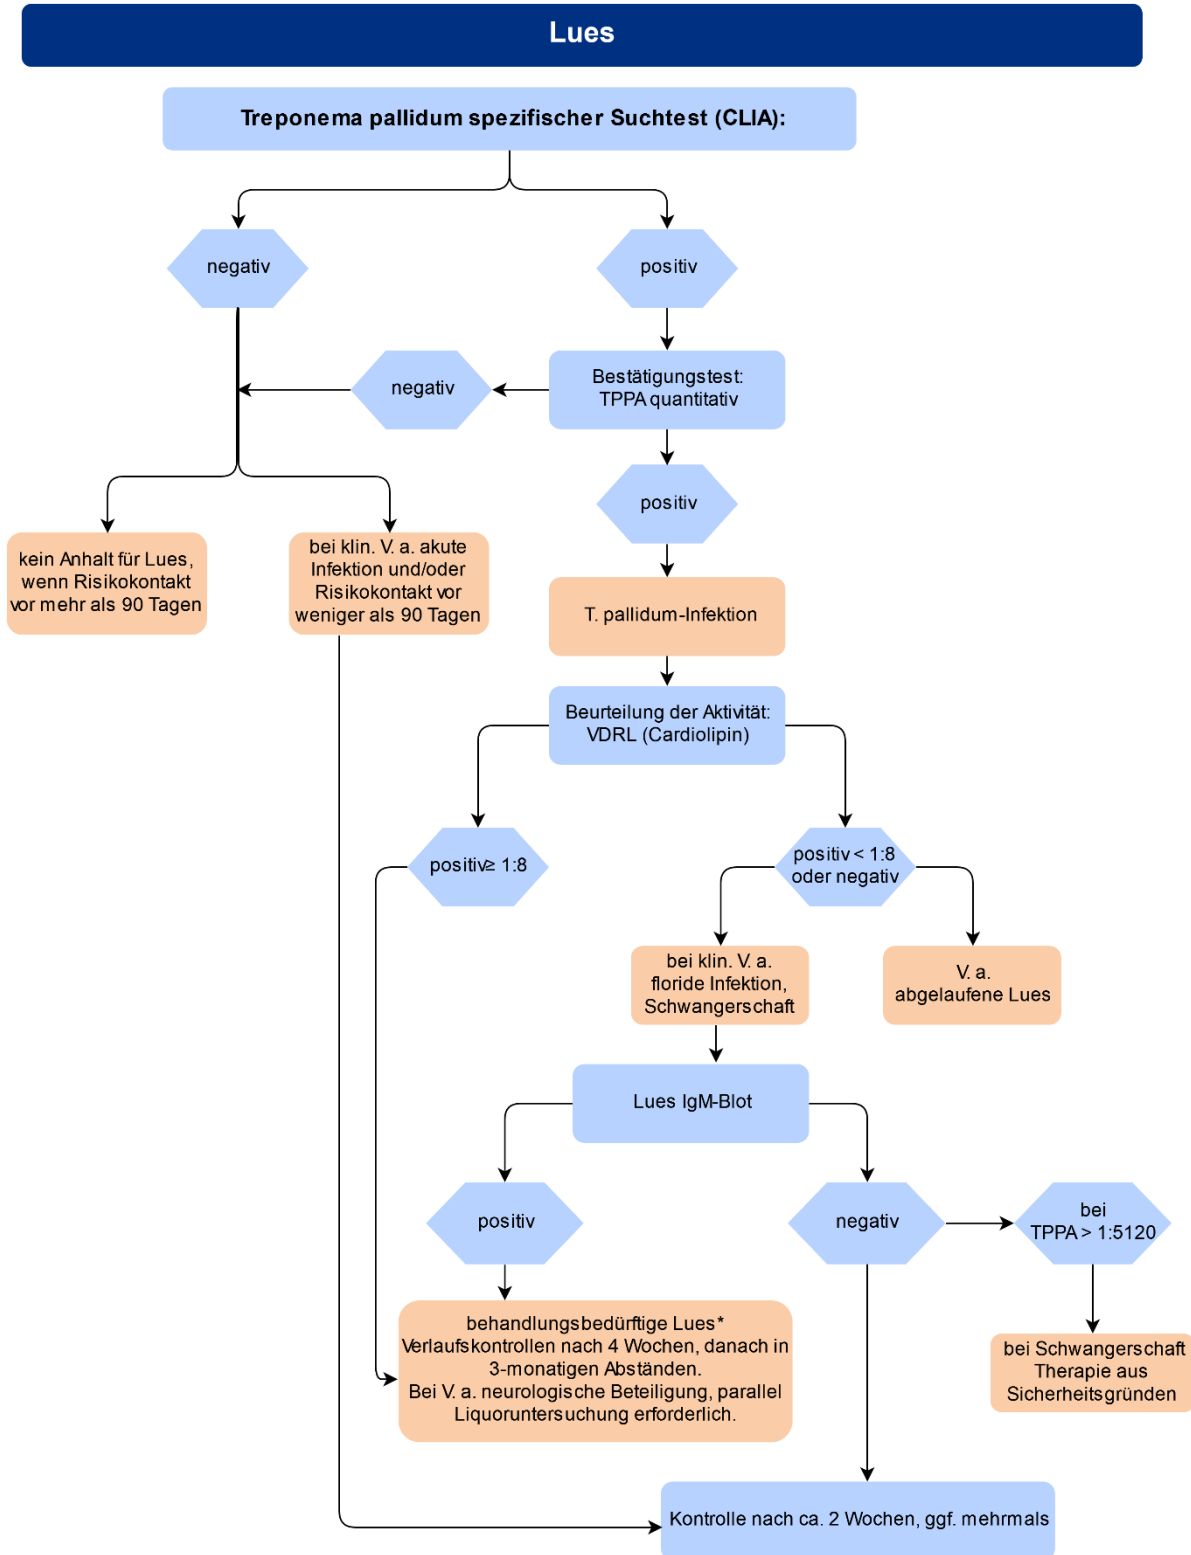 Lues
Treponema pallidum spezifischer Suchtest (CLIA):
negativ
positiv
negativ
Bestätigungstest:
TPPA quantitativ
positiv
kein Anhalt für Lues,
wenn Risikokontakt
vor mehr als 90 Tagen
bei klin. V. a. akute
Infektion und/oder
Risikokontakt vor
weniger als 90 Tagen
T. pallidum-Infektion
Beurteilung der Aktivität:
VDRL (Cardiolipin)
positiv≥ 1:8
positiv < 1:8
oder negativ
bei klin. V. a.
floride Infektion,
Schwangerschaft
V. a.
abgelaufene Lues
Lues IgM-Blot
positiv
negativ
bei
TPPA > 1:5120
behandlungsbedürftige Lues*
Verlaufskontrollen nach 4 Wochen, danach in
3-monatigen Abständen.
Bei V. a. neurologische Beteiligung, parallel
Liquoruntersuchung erforderlich.
bei Schwangerschaft
Therapie aus
Sicherheitsgründen
Kontrolle nach ca. 2 Wochen, ggf. mehrmals